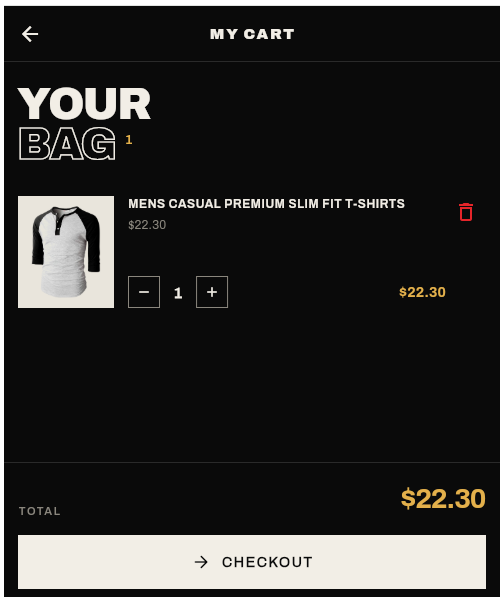 MY CART
YOUR
BAG 1
MENS CASUAL PREMIUM SLIM FIT T-SHIRTS
$22.30
− 1 + $22.30
TOTAL $22.30
→ CHECKOUT